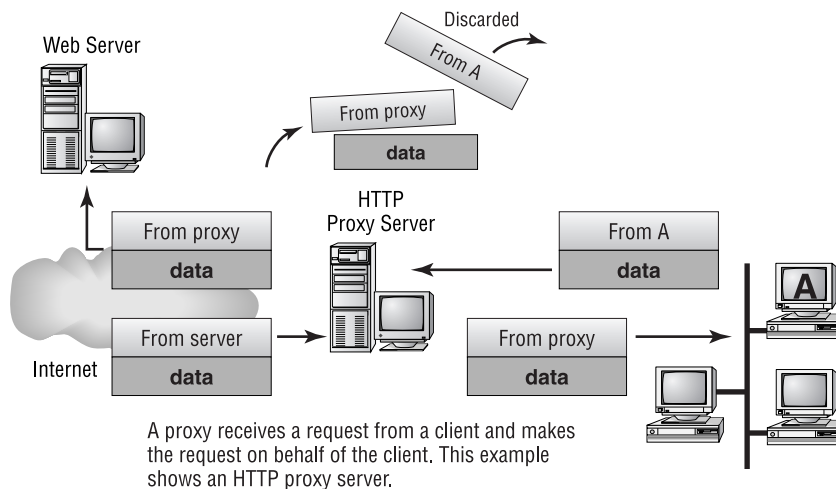 Discarded
From A
Web Server
From proxy
data
HTTP
Proxy Server
From proxy
data
From A
data
A
From server
data
From proxy
data
Internet
A proxy receives a request from a client and makes
the request on behalf of the client. This example
shows an HTTP proxy server.